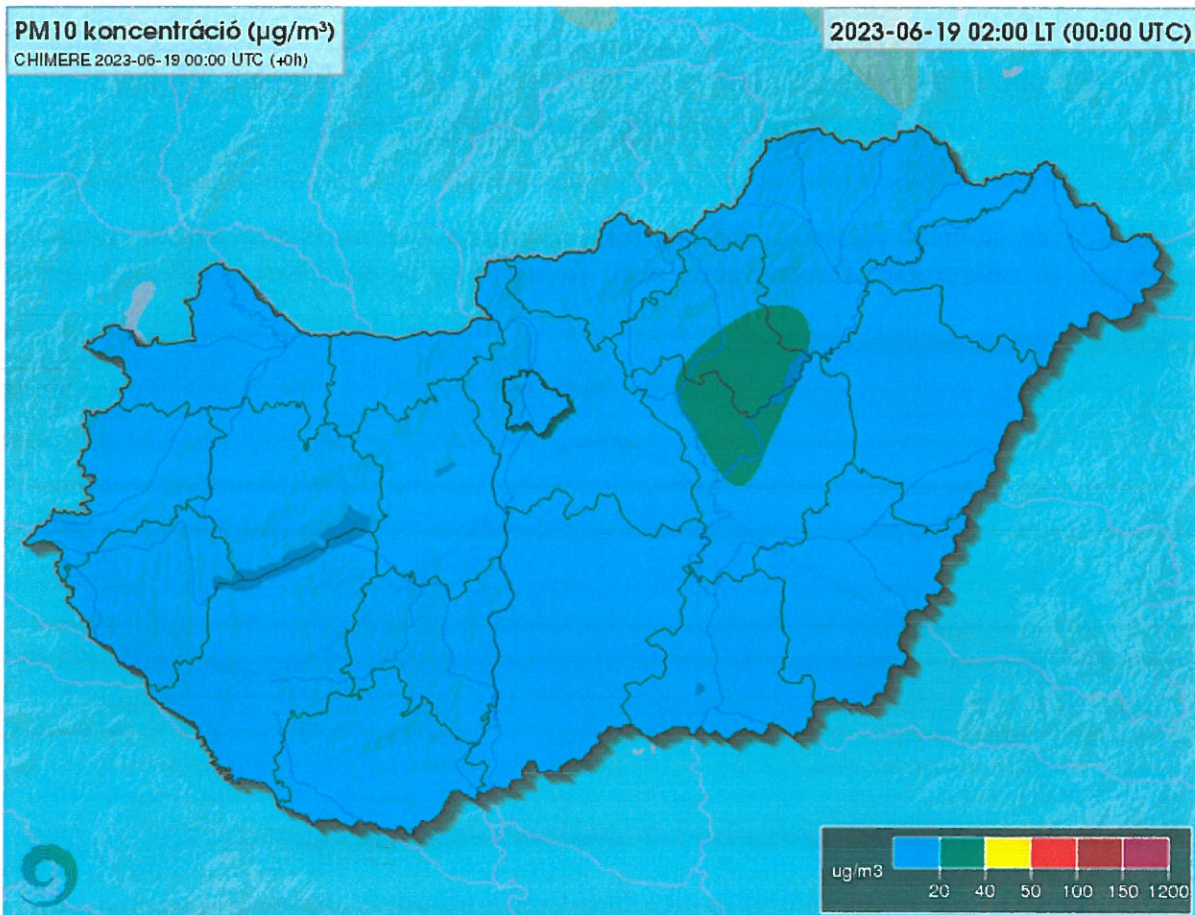 PM10 koncentráció (µg/m³)
CHIMERE 2023-06-19 00:00 UTC (+0h)
2023-06-19 02:00 LT (00:00 UTC)
ug/m3
20 40 50 100 150 1200